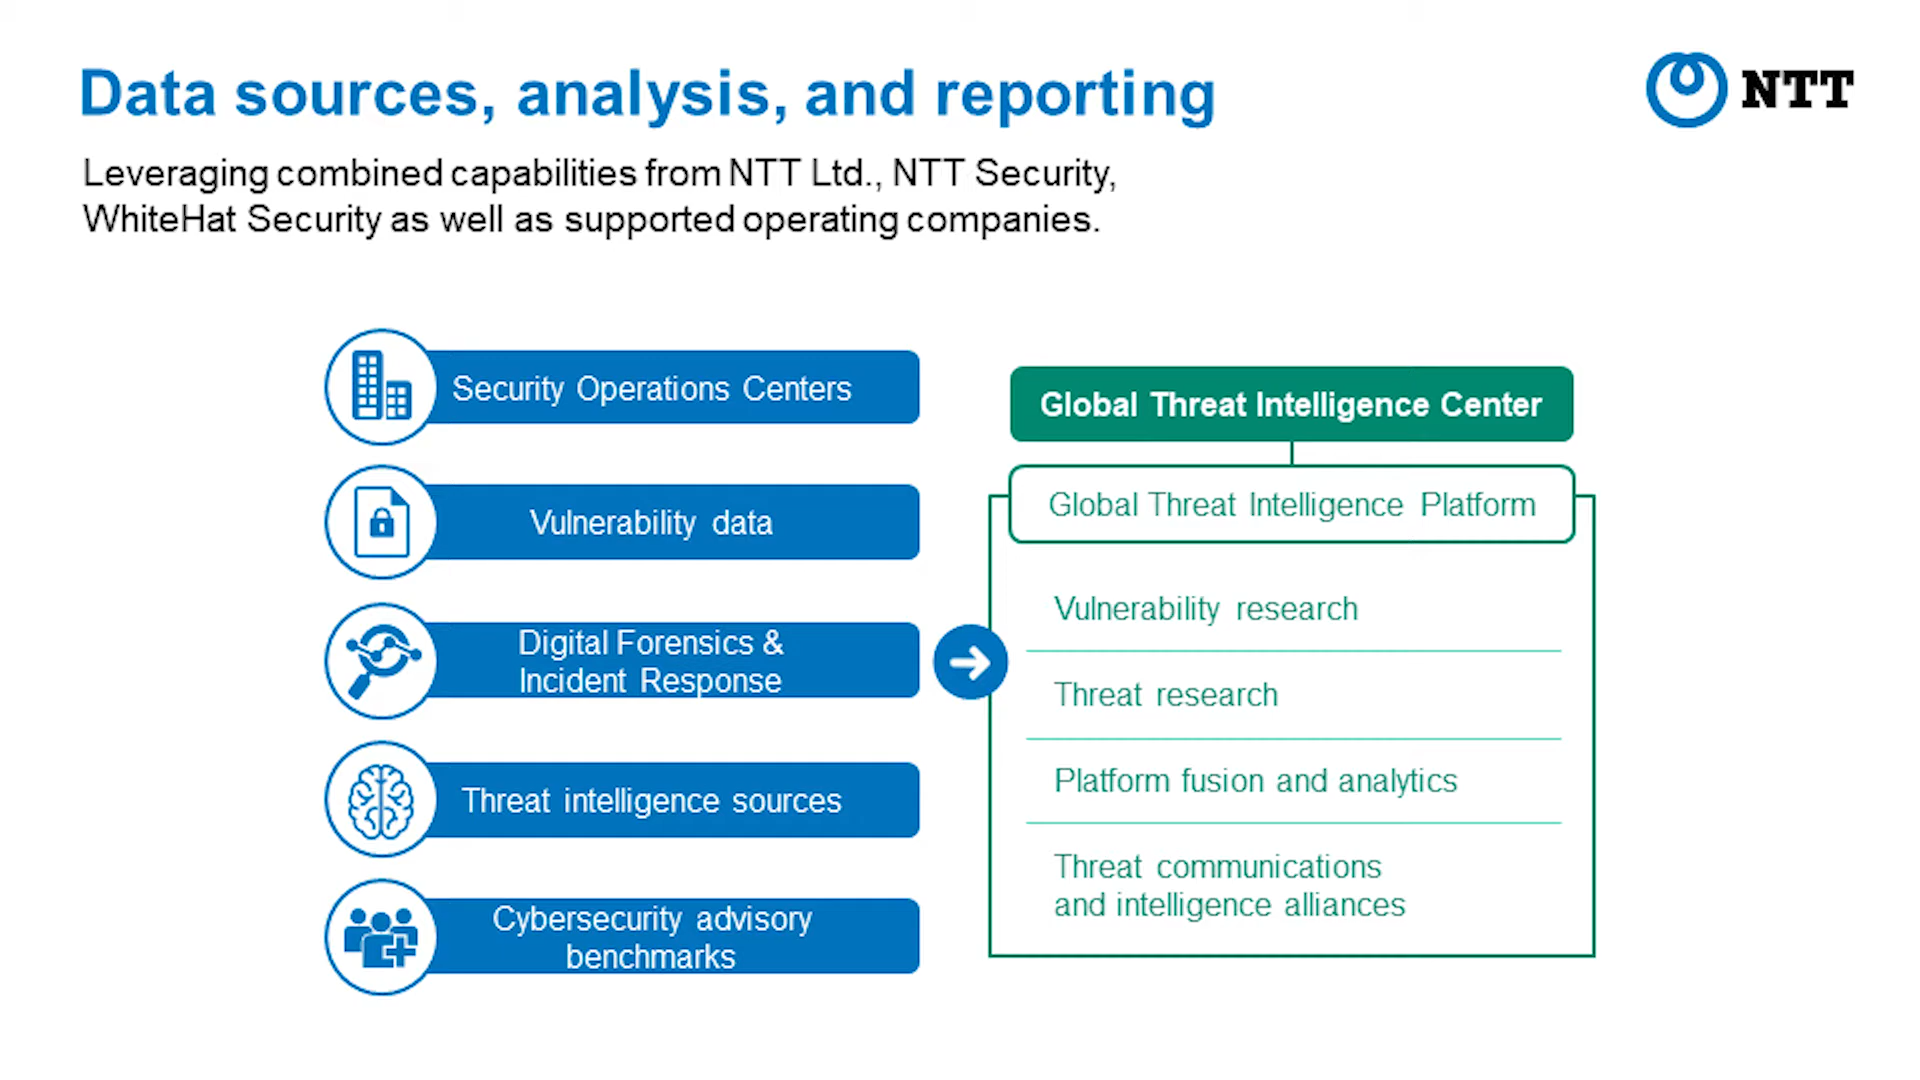 Data sources, analysis, and reporting
NTT
Leveraging combined capabilities from NTT Ltd., NTT Security,
WhiteHat Security as well as supported operating companies.
Security Operations Centers
Vulnerability data
Digital Forensics &
Incident Response
Threat intelligence sources
Cybersecurity advisory
benchmarks
Global Threat Intelligence Center
Global Threat Intelligence Platform
Vulnerability research
Threat research
Platform fusion and analytics
Threat communications
and intelligence alliances